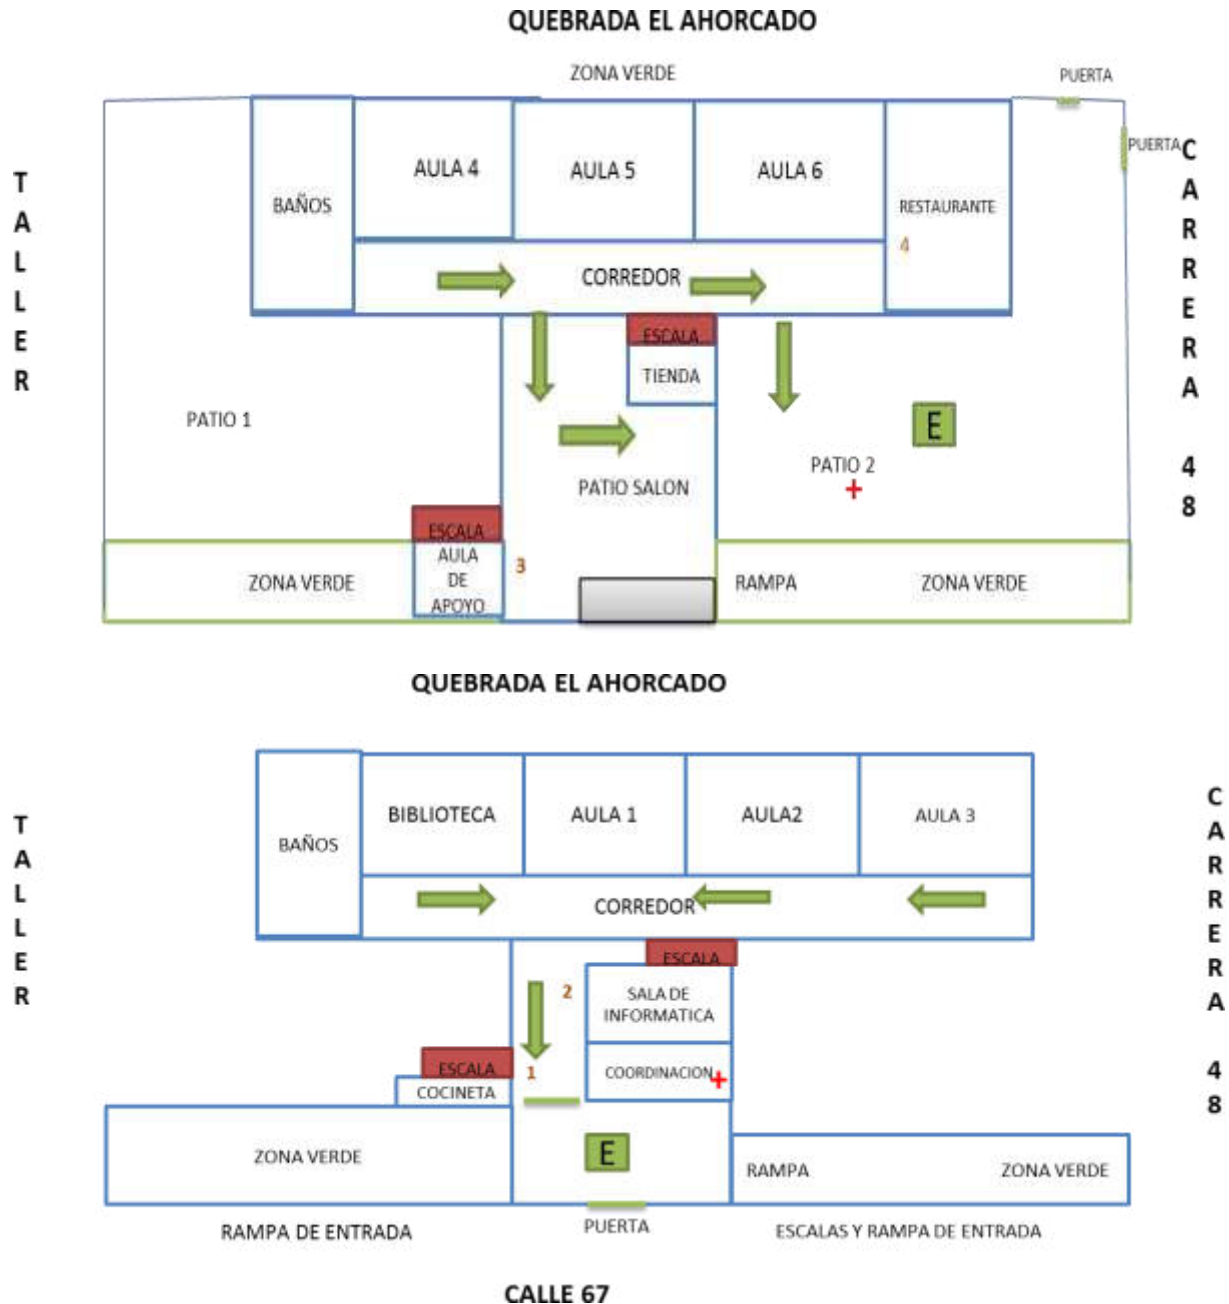 QUEBRADA EL AHORCADO
ZONA VERDE
PUERTA
PUERTA
TALLER
CARRERA 48
AULA 4
AULA 5
AULA 6
BAÑOS
RESTAURANTE
4
CORREDOR
ESCALA
TIENDA
PATIO 1
E
PATIO 2
PATIO SALON
ESCALA
AULA
DE
APOYO
3
ZONA VERDE
RAMPA
ZONA VERDE
QUEBRADA EL AHORCADO
TALLER
CARRERA 48
BIBLIOTECA
AULA 1
AULA2
AULA 3
BAÑOS
CORREDOR
ESCALA
2
SALA DE
INFORMATICA
ESCALA
1
COORDINACION
COCINETA
ZONA VERDE
E
RAMPA
ZONA VERDE
RAMPA DE ENTRADA
PUERTA
ESCALAS Y RAMPA DE ENTRADA
CALLE 67